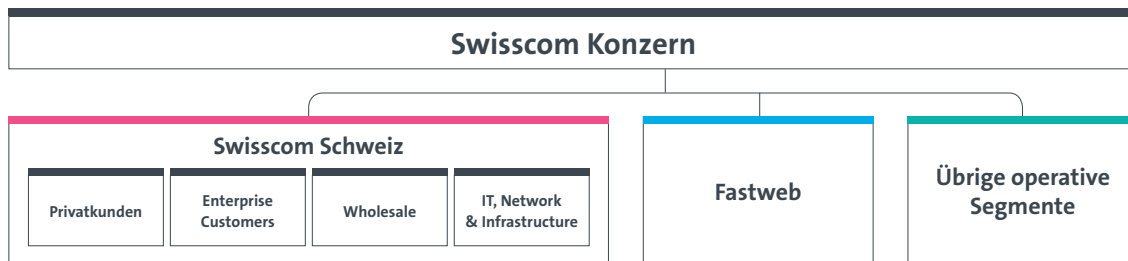 Swisscom Konzern
Swisscom Schweiz
Privatkunden
Enterprise
Customers
Wholesale
IT, Network
& Infrastructure
Fastweb
Übrige operative
Segmente